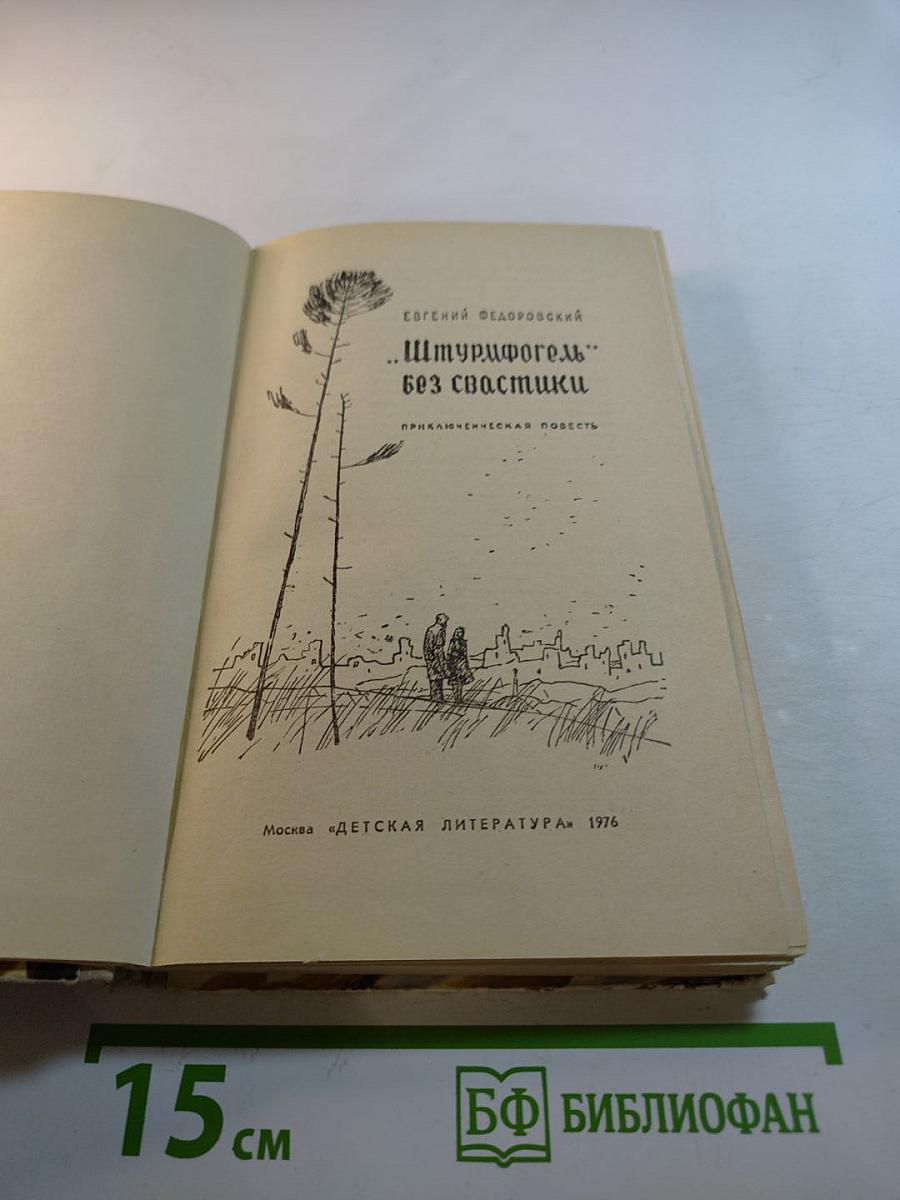 ЕВГЕНИЙ ФЕДОРОВСКИЙ
„Штурмфогель“
без свастики
ПРИКЛЮЧЕНЧЕСКАЯ ПОВЕСТЬ
Москва «ДЕТСКАЯ ЛИТЕРАТУРА» 1976
15 см
БФ БИБЛИОФАН